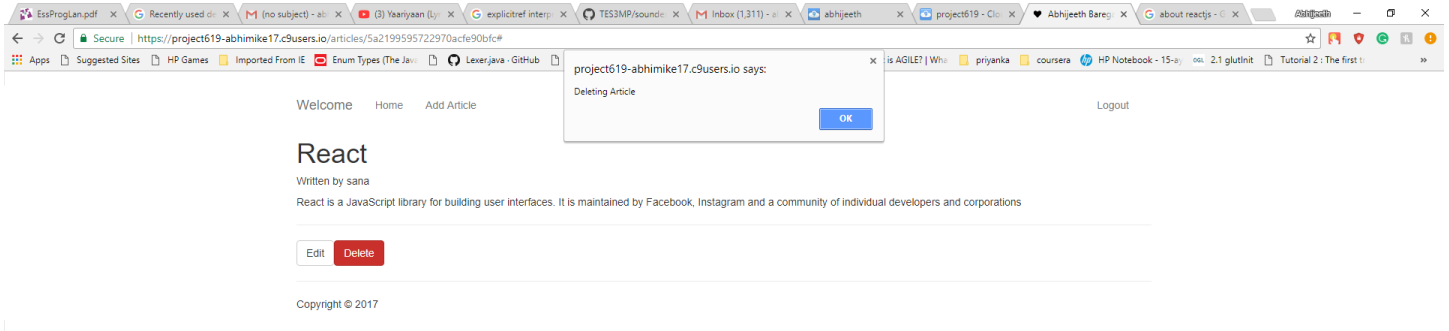 EssProgLan.pdf
Recently used de
M (no subject) - ab
(3) Yaariyaan (Ly
explicitref interp
TES3MP/sounde
M Inbox (1,311) - a
abhijeeth
project619 - Clo
Abhijeeth Bareg
about reactjs - G
Abhijeeth
Secure | https://project619-abhimike17.c9users.io/articles/5a2199595722970acfe90bfc#
Apps Suggested Sites HP Games Imported From IE Enum Types (The Java Lexer.java · GitHub is AGILE? | Wha priyanka coursera HP Notebook - 15-ay OGL 2.1 glutInit Tutorial 2 : The first t »
project619-abhimike17.c9users.io says:
Deleting Article
OK
Welcome Home Add Article Logout
React
Written by sana
React is a JavaScript library for building user interfaces. It is maintained by Facebook, Instagram and a community of individual developers and corporations
Edit Delete
Copyright © 2017